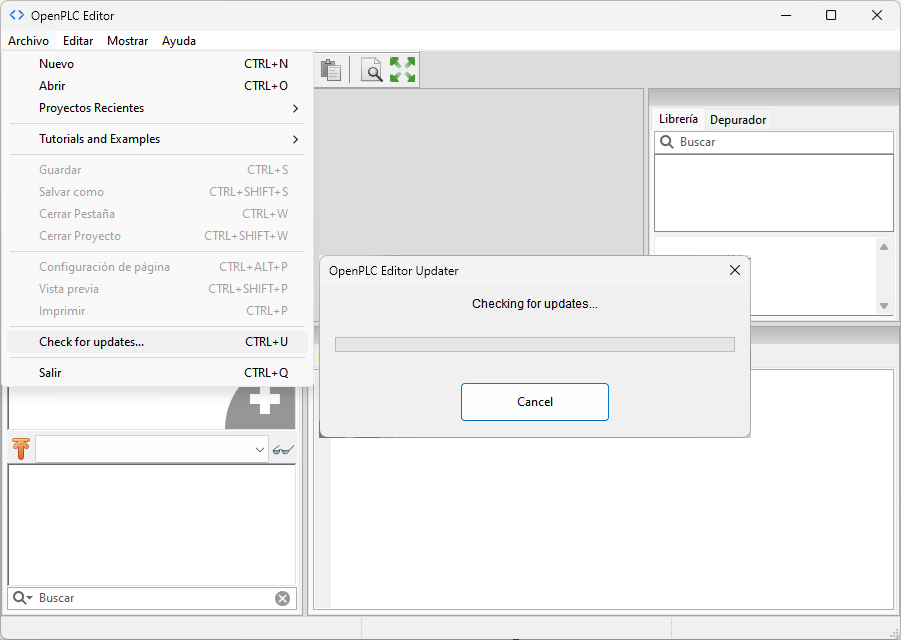 OpenPLC Editor
Archivo Editar Mostrar Ayuda
Nuevo CTRL+N
Abrir CTRL+O
Proyectos Recientes
Tutorials and Examples
Guardar CTRL+S
Salvar como CTRL+SHIFT+S
Cerrar Pestaña CTRL+W
Cerrar Proyecto CTRL+SHIFT+W
Configuración de página CTRL+ALT+P
Vista previa CTRL+SHIFT+P
Imprimir CTRL+P
Check for updates... CTRL+U
Salir CTRL+Q
Librería Depurador
Buscar
OpenPLC Editor Updater
Checking for updates...
Cancel
Buscar